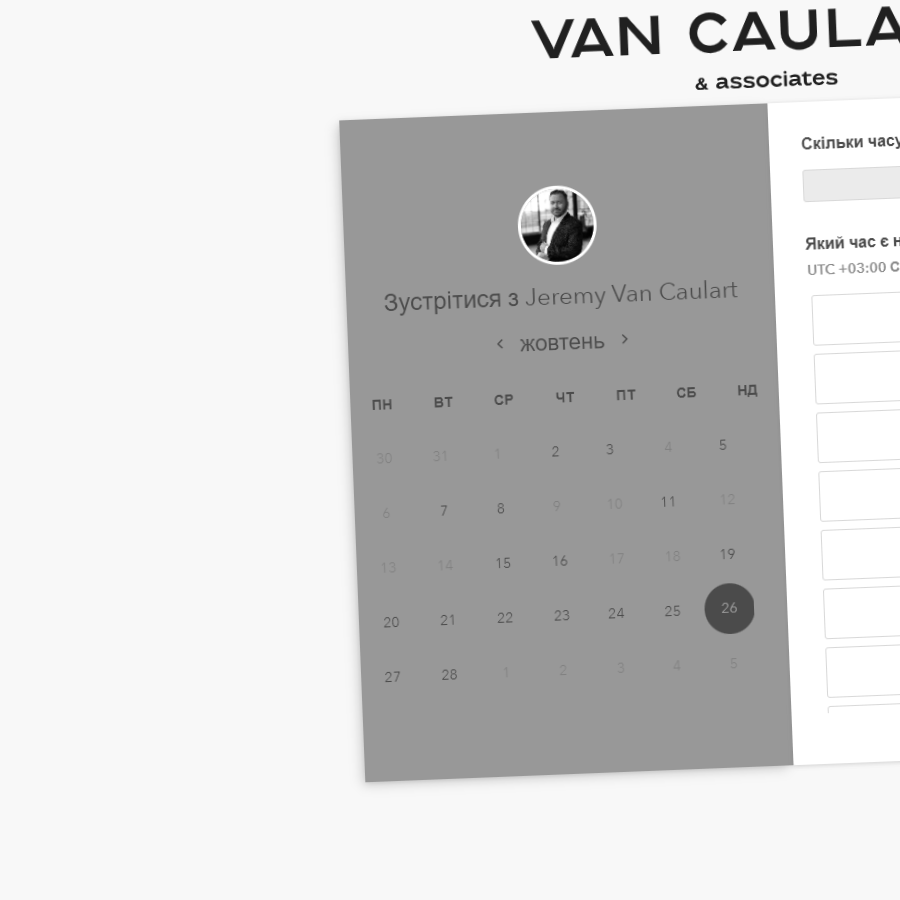 VAN CAULA
& associates
Зустрітися з Jeremy Van Caulart
жовтень
ПН ВТ СР ЧТ ПТ СБ НД
30 31 1 2 3 4 5
6 7 8 9 10 11 12
13 14 15 16 17 18 19
20 21 22 23 24 25 26
27 28 1 2 3 4 5
Скільки часу
Який час є н
UTC +03:00 С